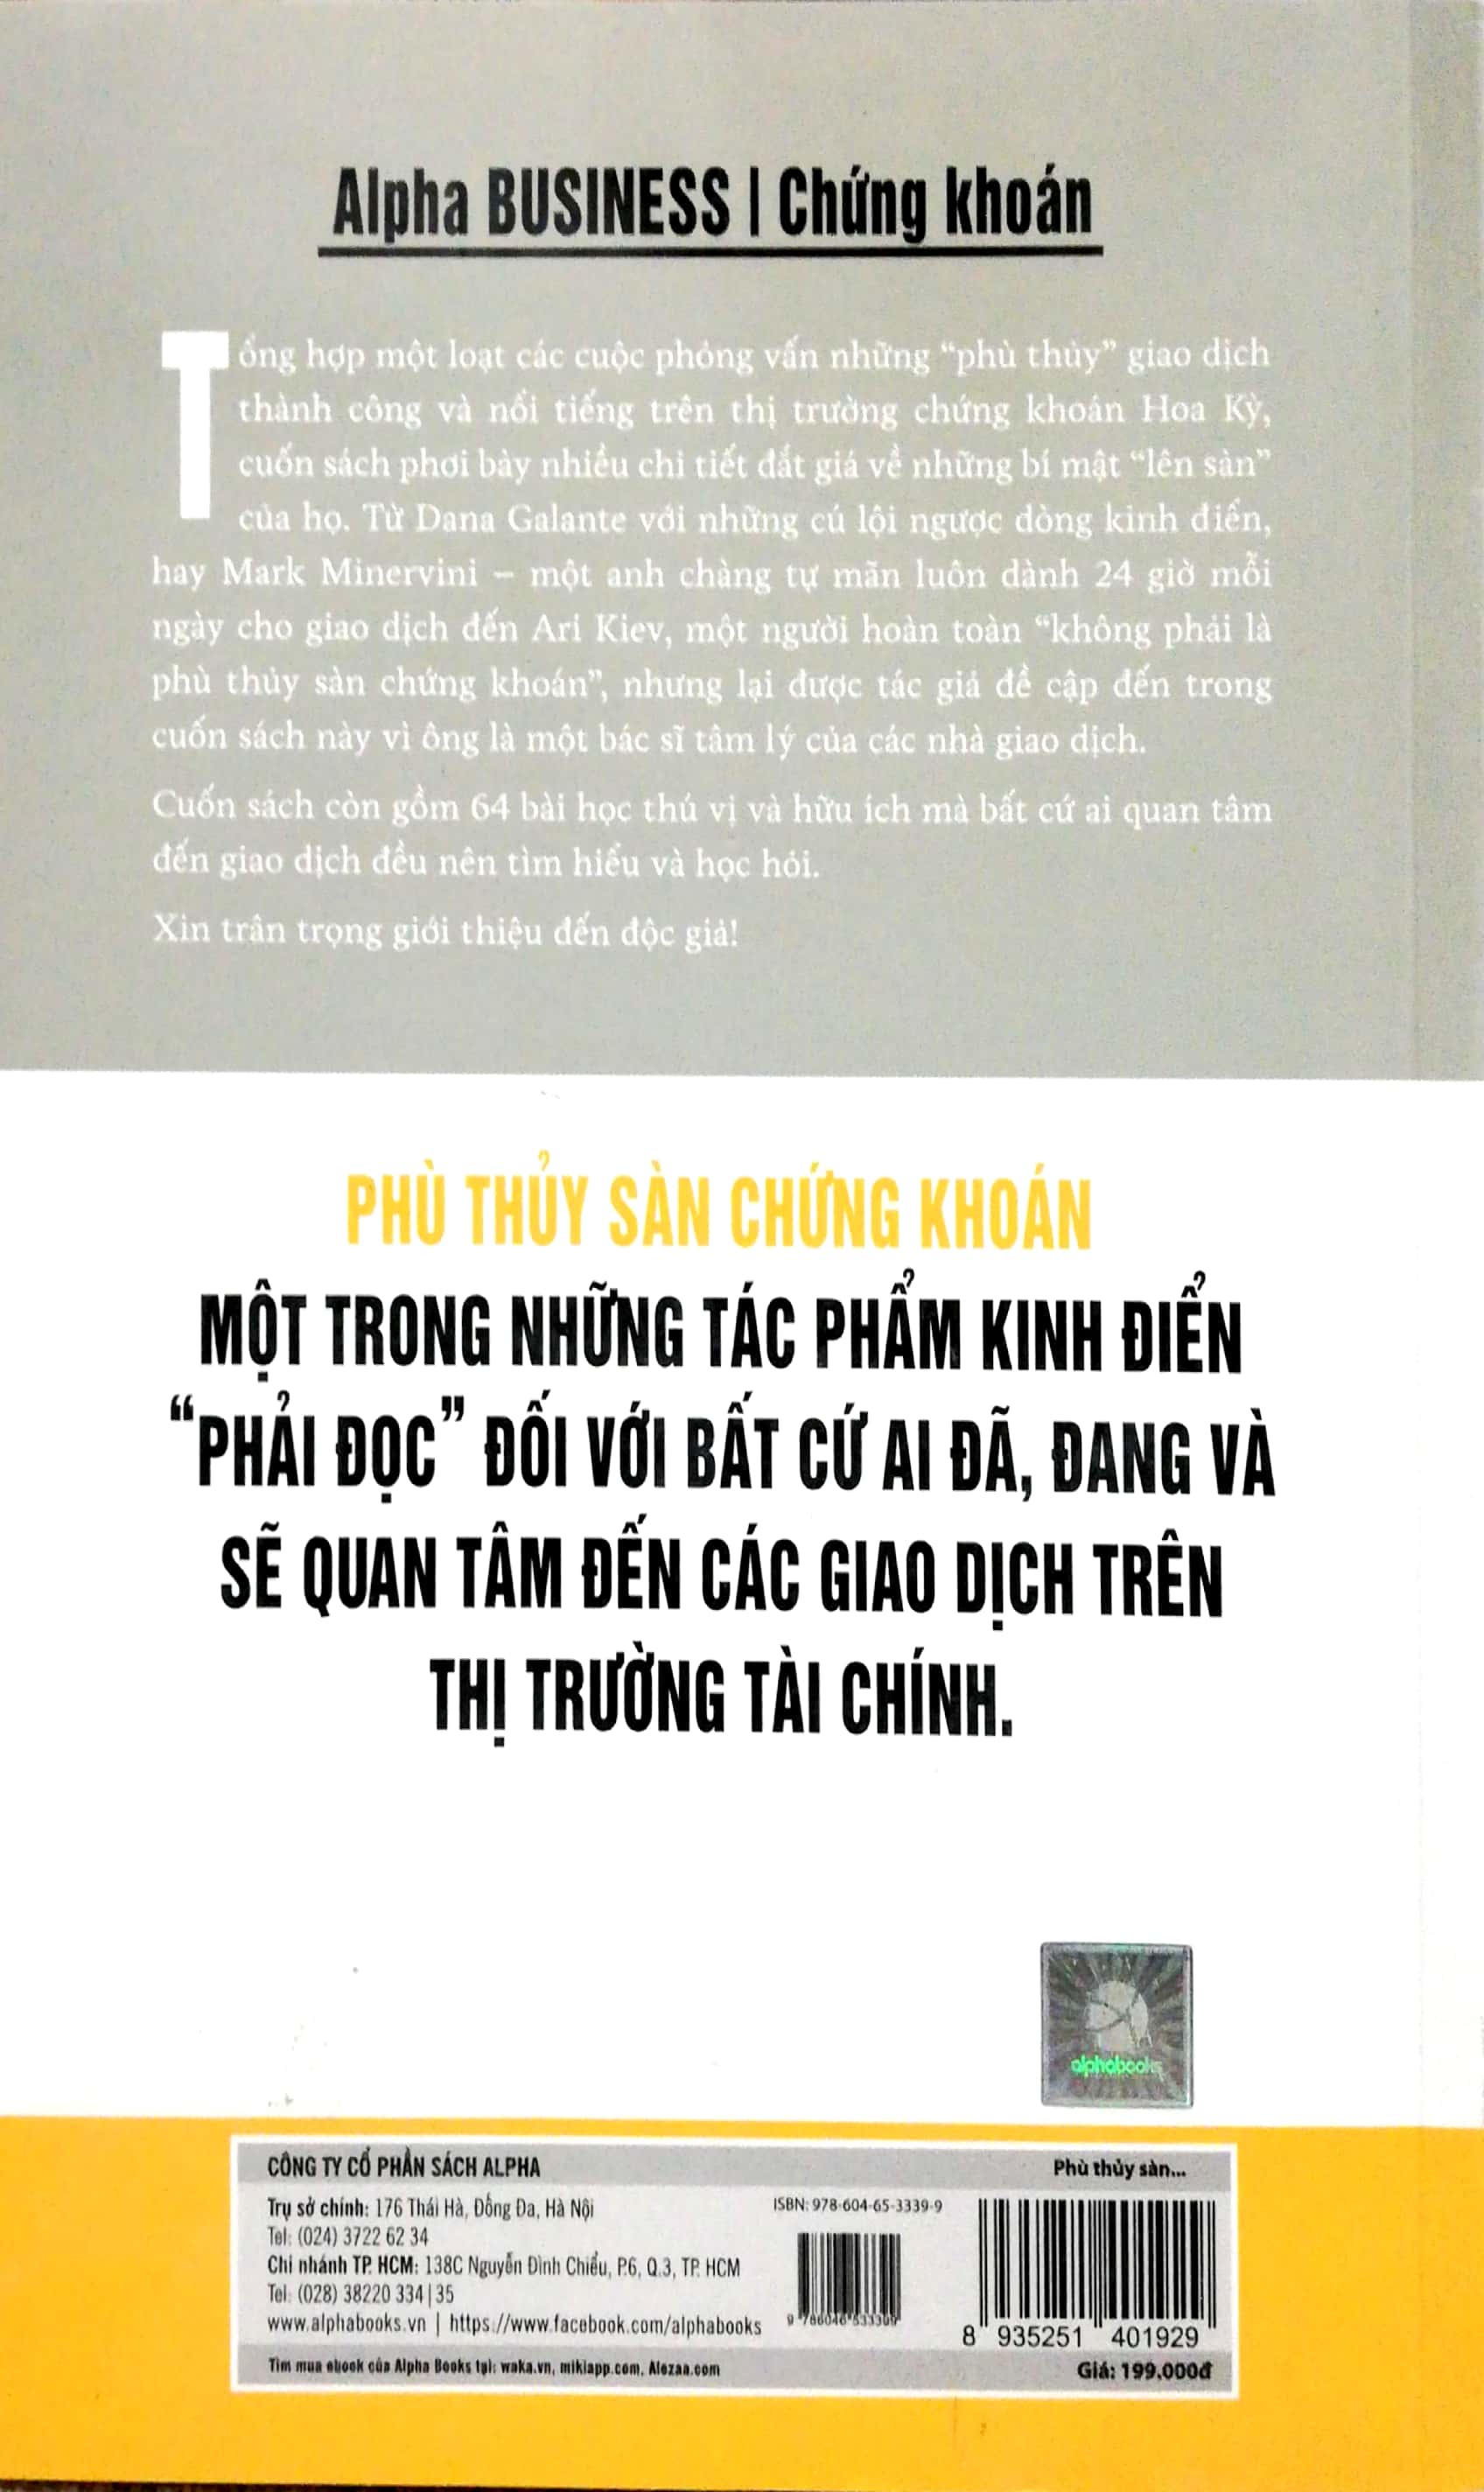 Alpha BUSINESS | Chứng khoán
Tổng hợp một loạt các cuộc phỏng vấn những “phù thủy” giao dịch
thành công và nổi tiếng trên thị trường chứng khoán Hoa Kỳ,
cuốn sách phơi bày nhiều chi tiết đắt giá về những bí mật “lên sàn”
của họ. Từ Dana Galante với những cú lội ngược dòng kinh điển,
hay Mark Minervini – một anh chàng tự mãn luôn dành 24 giờ mỗi
ngày cho giao dịch đến Ari Kiev, một người hoàn toàn “không phải là
phù thủy sàn chứng khoán”, nhưng lại được tác giả đề cập đến trong
cuốn sách này vì ông là một bác sĩ tâm lý của các nhà giao dịch.
Cuốn sách còn gồm 64 bài học thú vị và hữu ích mà bất cứ ai quan tâm
đến giao dịch đều nên tìm hiểu và học hỏi.
Xin trân trọng giới thiệu đến độc giả!
PHÙ THỦY SÀN CHỨNG KHOÁN
MỘT TRONG NHỮNG TÁC PHẨM KINH ĐIỂN
“PHẢI ĐỌC” ĐỐI VỚI BẤT CỨ AI ĐÃ, ĐANG VÀ
SẼ QUAN TÂM ĐẾN CÁC GIAO DỊCH TRÊN
THỊ TRƯỜNG TÀI CHÍNH.
alphabooks
CÔNG TY CỔ PHẦN SÁCH ALPHA
Phù thủy sàn...
Trụ sở chính: 176 Thái Hà, Đống Đa, Hà Nội
Tel: (024) 3722 62 34
Chi nhánh TP. HCM: 138C Nguyễn Đình Chiểu, P.6, Q.3, TP. HCM
Tel: (028) 38220 334|35
www.alphabooks.vn | https://www.facebook.com/alphabooks
Tìm mua ebook của Alpha Books tại: waka.vn, mikiapp.com, Alezaa.com
ISBN: 978-604-65-3339-9
9 786046 533399
8 935251 401929
Giá: 199.000đ